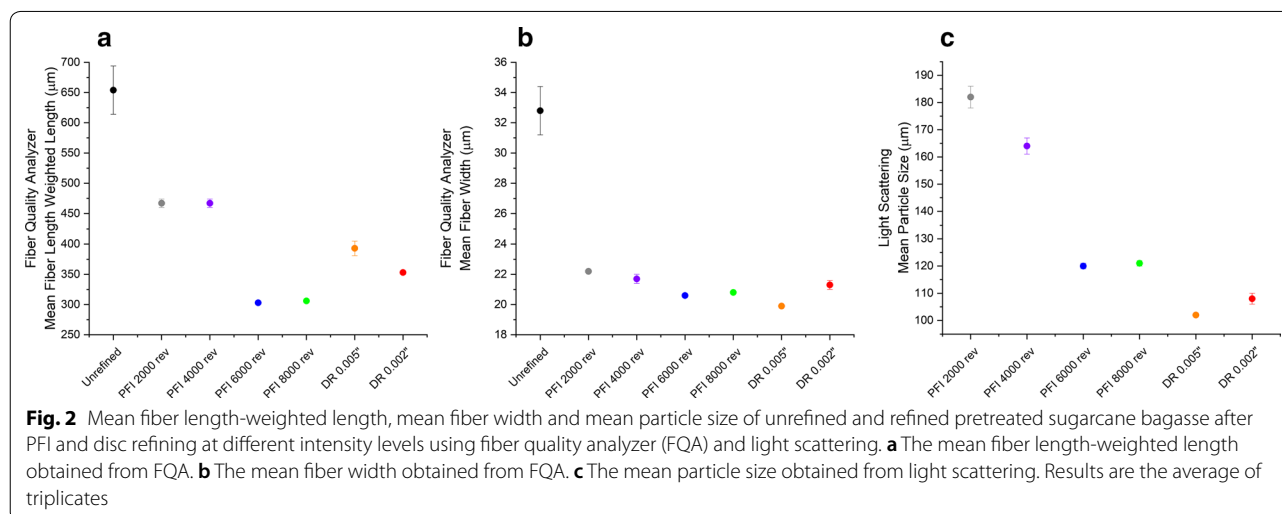 a
Fiber Quality Analyzer
Mean Fiber Length Weighted Length (μm)
700
650
600
550
500
450
400
350
300
250
Unrefined
PFI 2000 rev
PFI 4000 rev
PFI 6000 rev
PFI 8000 rev
DR 0.005"
DR 0.002"
b
Fiber Quality Analyzer
Mean Fiber Width (μm)
36
34
32
30
28
26
24
22
20
18
Unrefined
PFI 2000 rev
PFI 4000 rev
PFI 6000 rev
PFI 8000 rev
DR 0.005"
DR 0.002"
c
Light Scattering
Mean Particle Size (μm)
190
180
170
160
150
140
130
120
110
100
PFI 2000 rev
PFI 4000 rev
PFI 6000 rev
PFI 8000 rev
DR 0.005"
DR 0.002"
Fig. 2 Mean fiber length-weighted length, mean fiber width and mean particle size of unrefined and refined pretreated sugarcane bagasse after
PFI and disc refining at different intensity levels using fiber quality analyzer (FQA) and light scattering. a The mean fiber length-weighted length
obtained from FQA. b The mean fiber width obtained from FQA. c The mean particle size obtained from light scattering. Results are the average of
triplicates